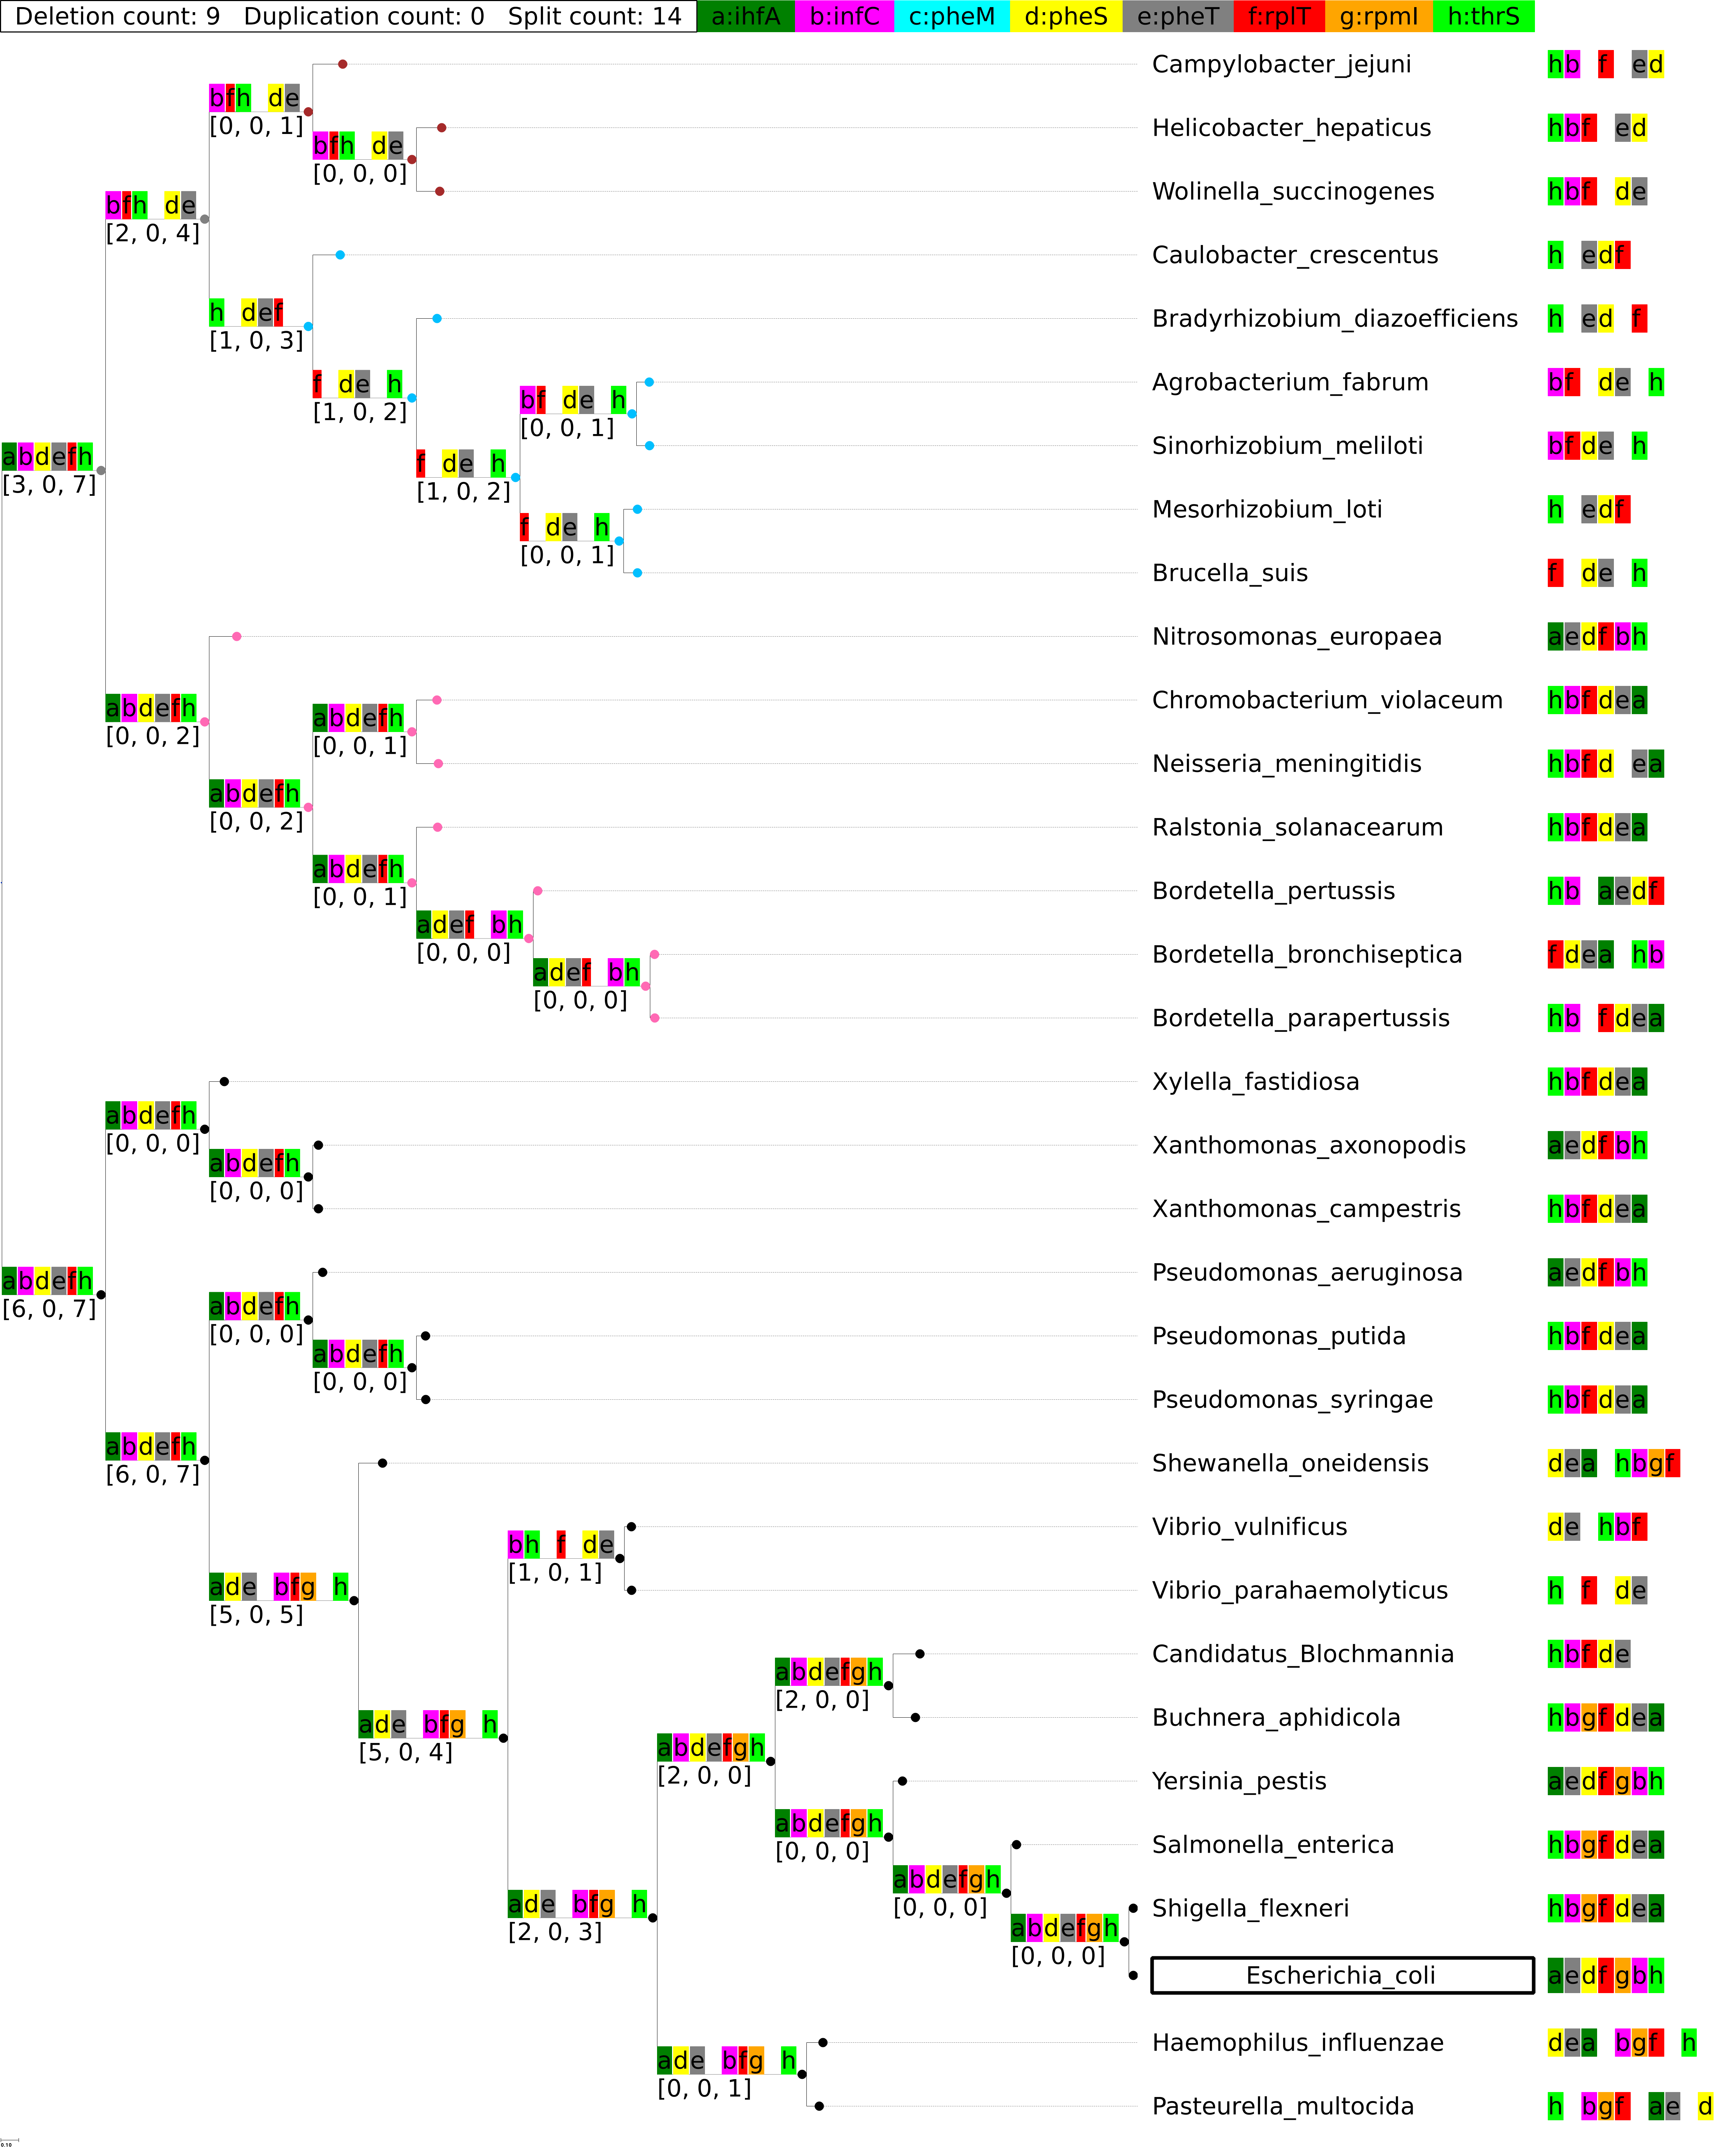 Deletion count: 9 Duplication count: 0 Split count: 14 a:ihfA b:infC c:pheM d:pheS e:pheT f:rplT g:rpmI h:thrS
Campylobacter_jejuni hb f ed
bfh de
[0, 0, 1]
Helicobacter_hepaticus hbf ed
bfh de
[0, 0, 0]
Wolinella_succinogenes hbf de
bfh de
[2, 0, 4]
Caulobacter_crescentus h edf
h def
[1, 0, 3]
Bradyrhizobium_diazoefficiens h ed f
f de h
[1, 0, 2]
Agrobacterium_fabrum bf de h
bf de h
[0, 0, 1]
Sinorhizobium_meliloti bfde h
abdefh
[3, 0, 7]
f de h
[1, 0, 2]
Mesorhizobium_loti h edf
f de h
[0, 0, 1]
Brucella_suis f de h
Nitrosomonas_europaea aedfbh
abdefh
[0, 0, 2]
Chromobacterium_violaceum hbfdea
abdefh
[0, 0, 1]
Neisseria_meningitidis hbfd ea
abdefh
[0, 0, 2]
Ralstonia_solanacearum hbfdea
abdefh
[0, 0, 1]
Bordetella_pertussis hb aedf
adef bh
[0, 0, 0]
Bordetella_bronchiseptica fdea hb
adef bh
[0, 0, 0]
Bordetella_parapertussis hb fdea
Xylella_fastidiosa hbfdea
abdefh
[0, 0, 0]
Xanthomonas_axonopodis aedfbh
abdefh
[0, 0, 0]
Xanthomonas_campestris hbfdea
abdefh
[6, 0, 7]
Pseudomonas_aeruginosa aedfbh
abdefh
[0, 0, 0]
Pseudomonas_putida hbfdea
abdefh
[0, 0, 0]
Pseudomonas_syringae hbfdea
abdefh
[6, 0, 7]
Shewanella_oneidensis dea hbgf
Vibrio_vulnificus de hbf
bh f de
[1, 0, 1]
Vibrio_parahaemolyticus h f de
ade bfg h
[5, 0, 5]
Candidatus_Blochmannia hbfde
abdefgh
[2, 0, 0]
Buchnera_aphidicola hbgfdea
ade bfg h
[5, 0, 4]
abdefgh
[2, 0, 0]
Yersinia_pestis aedfgbh
abdefgh
[0, 0, 0]
Salmonella_enterica hbgfdea
abdefgh
[0, 0, 0]
Shigella_flexneri hbgfdea
ade bfg h
[2, 0, 3]
abdefgh
[0, 0, 0]
Escherichia_coli aedfgbh
Haemophilus_influenzae dea bgf h
ade bfg h
[0, 0, 1]
Pasteurella_multocida h bgf ae d
0.10